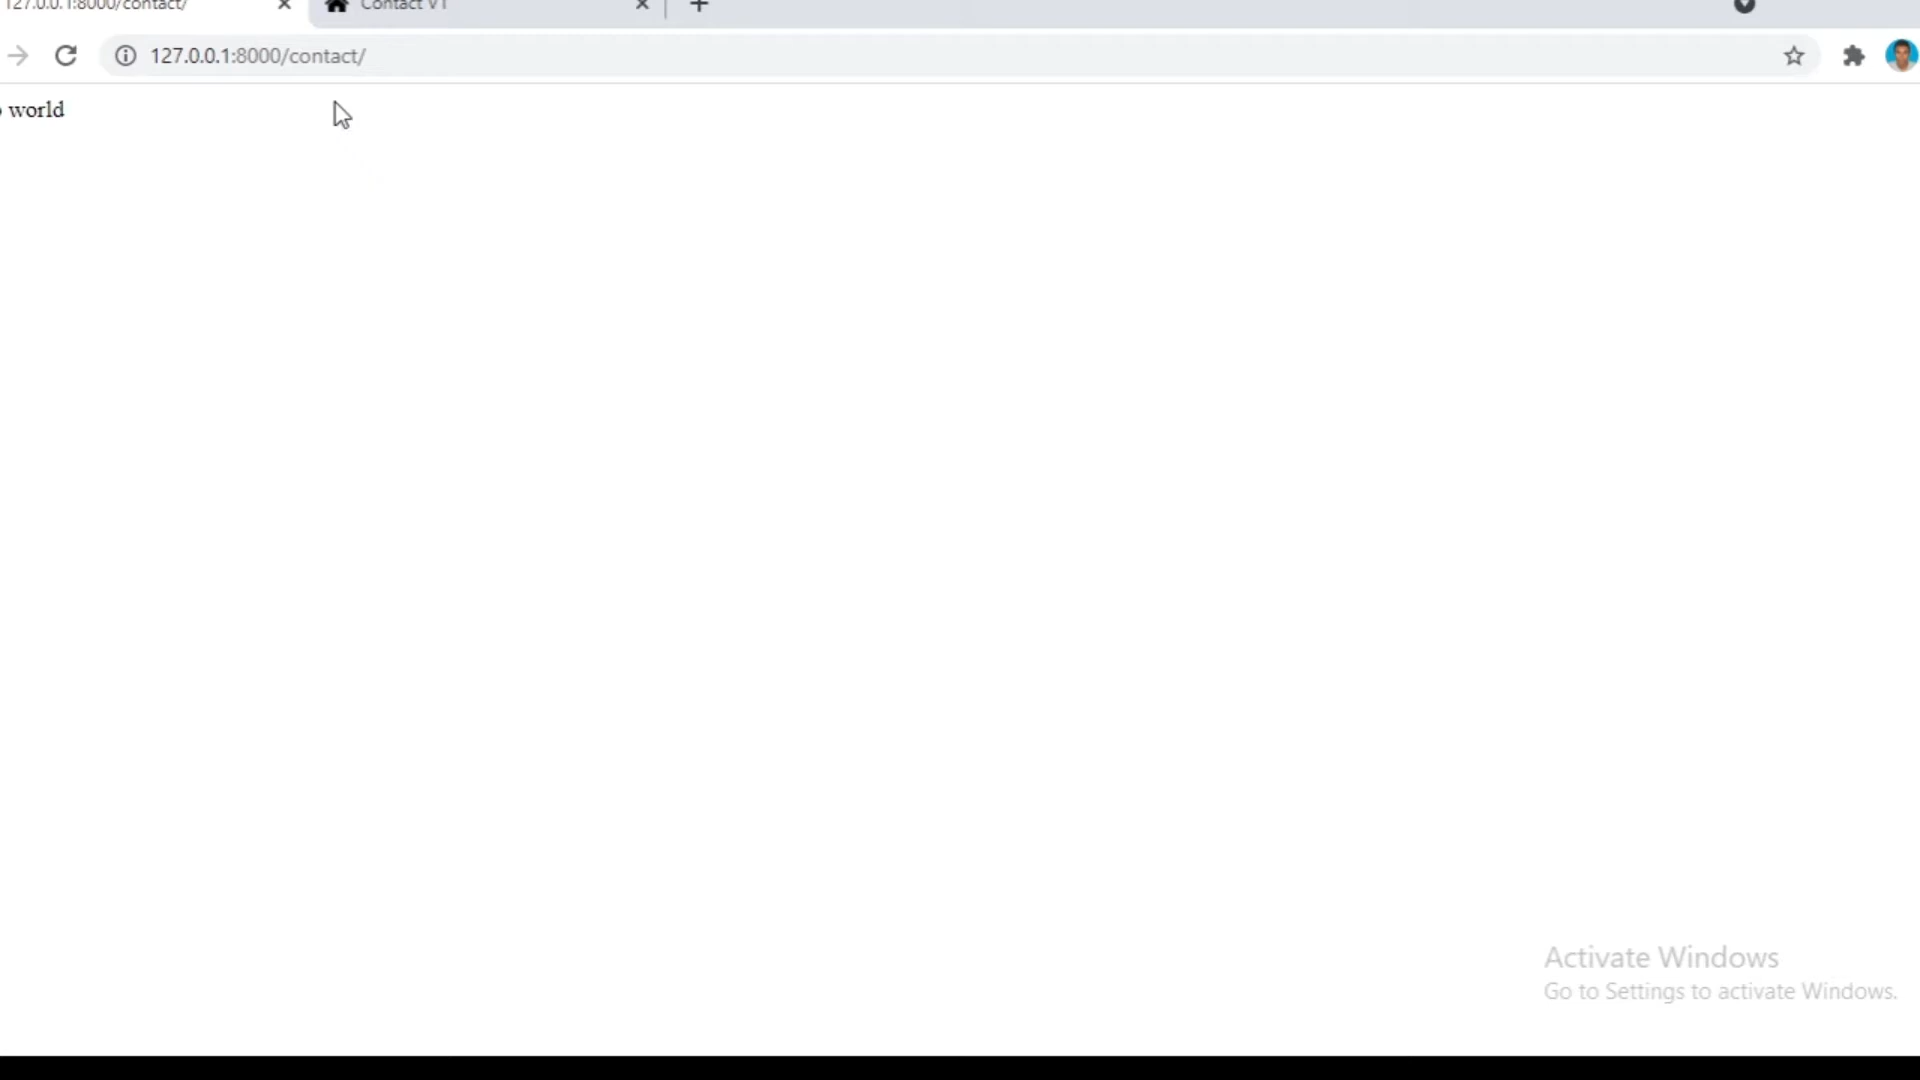 127.0.0.1:8000/contact/
Contact V1
127.0.0.1:8000/contact/
world
Activate Windows
Go to Settings to activate Windows.